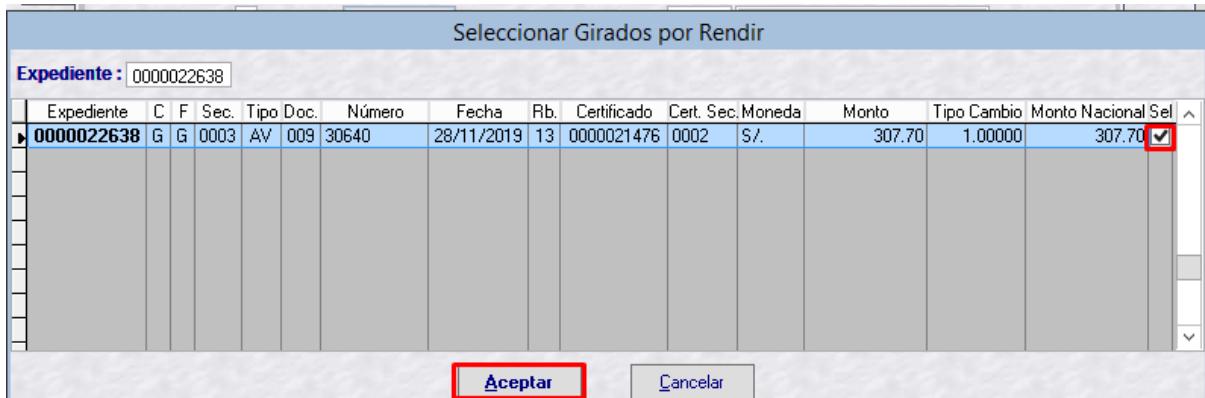 Seleccionar Girados por Rendir
Expediente : 0000022638
Expediente C F Sec. Tipo Doc. Número Fecha Rb. Certificado Cert. Sec. Moneda Monto Tipo Cambio Monto Nacional Sel
0000022638 G G 0003 AV 009 30640 28/11/2019 13 0000021476 0002 S/. 307.70 1.00000 307.70
Aceptar Cancelar